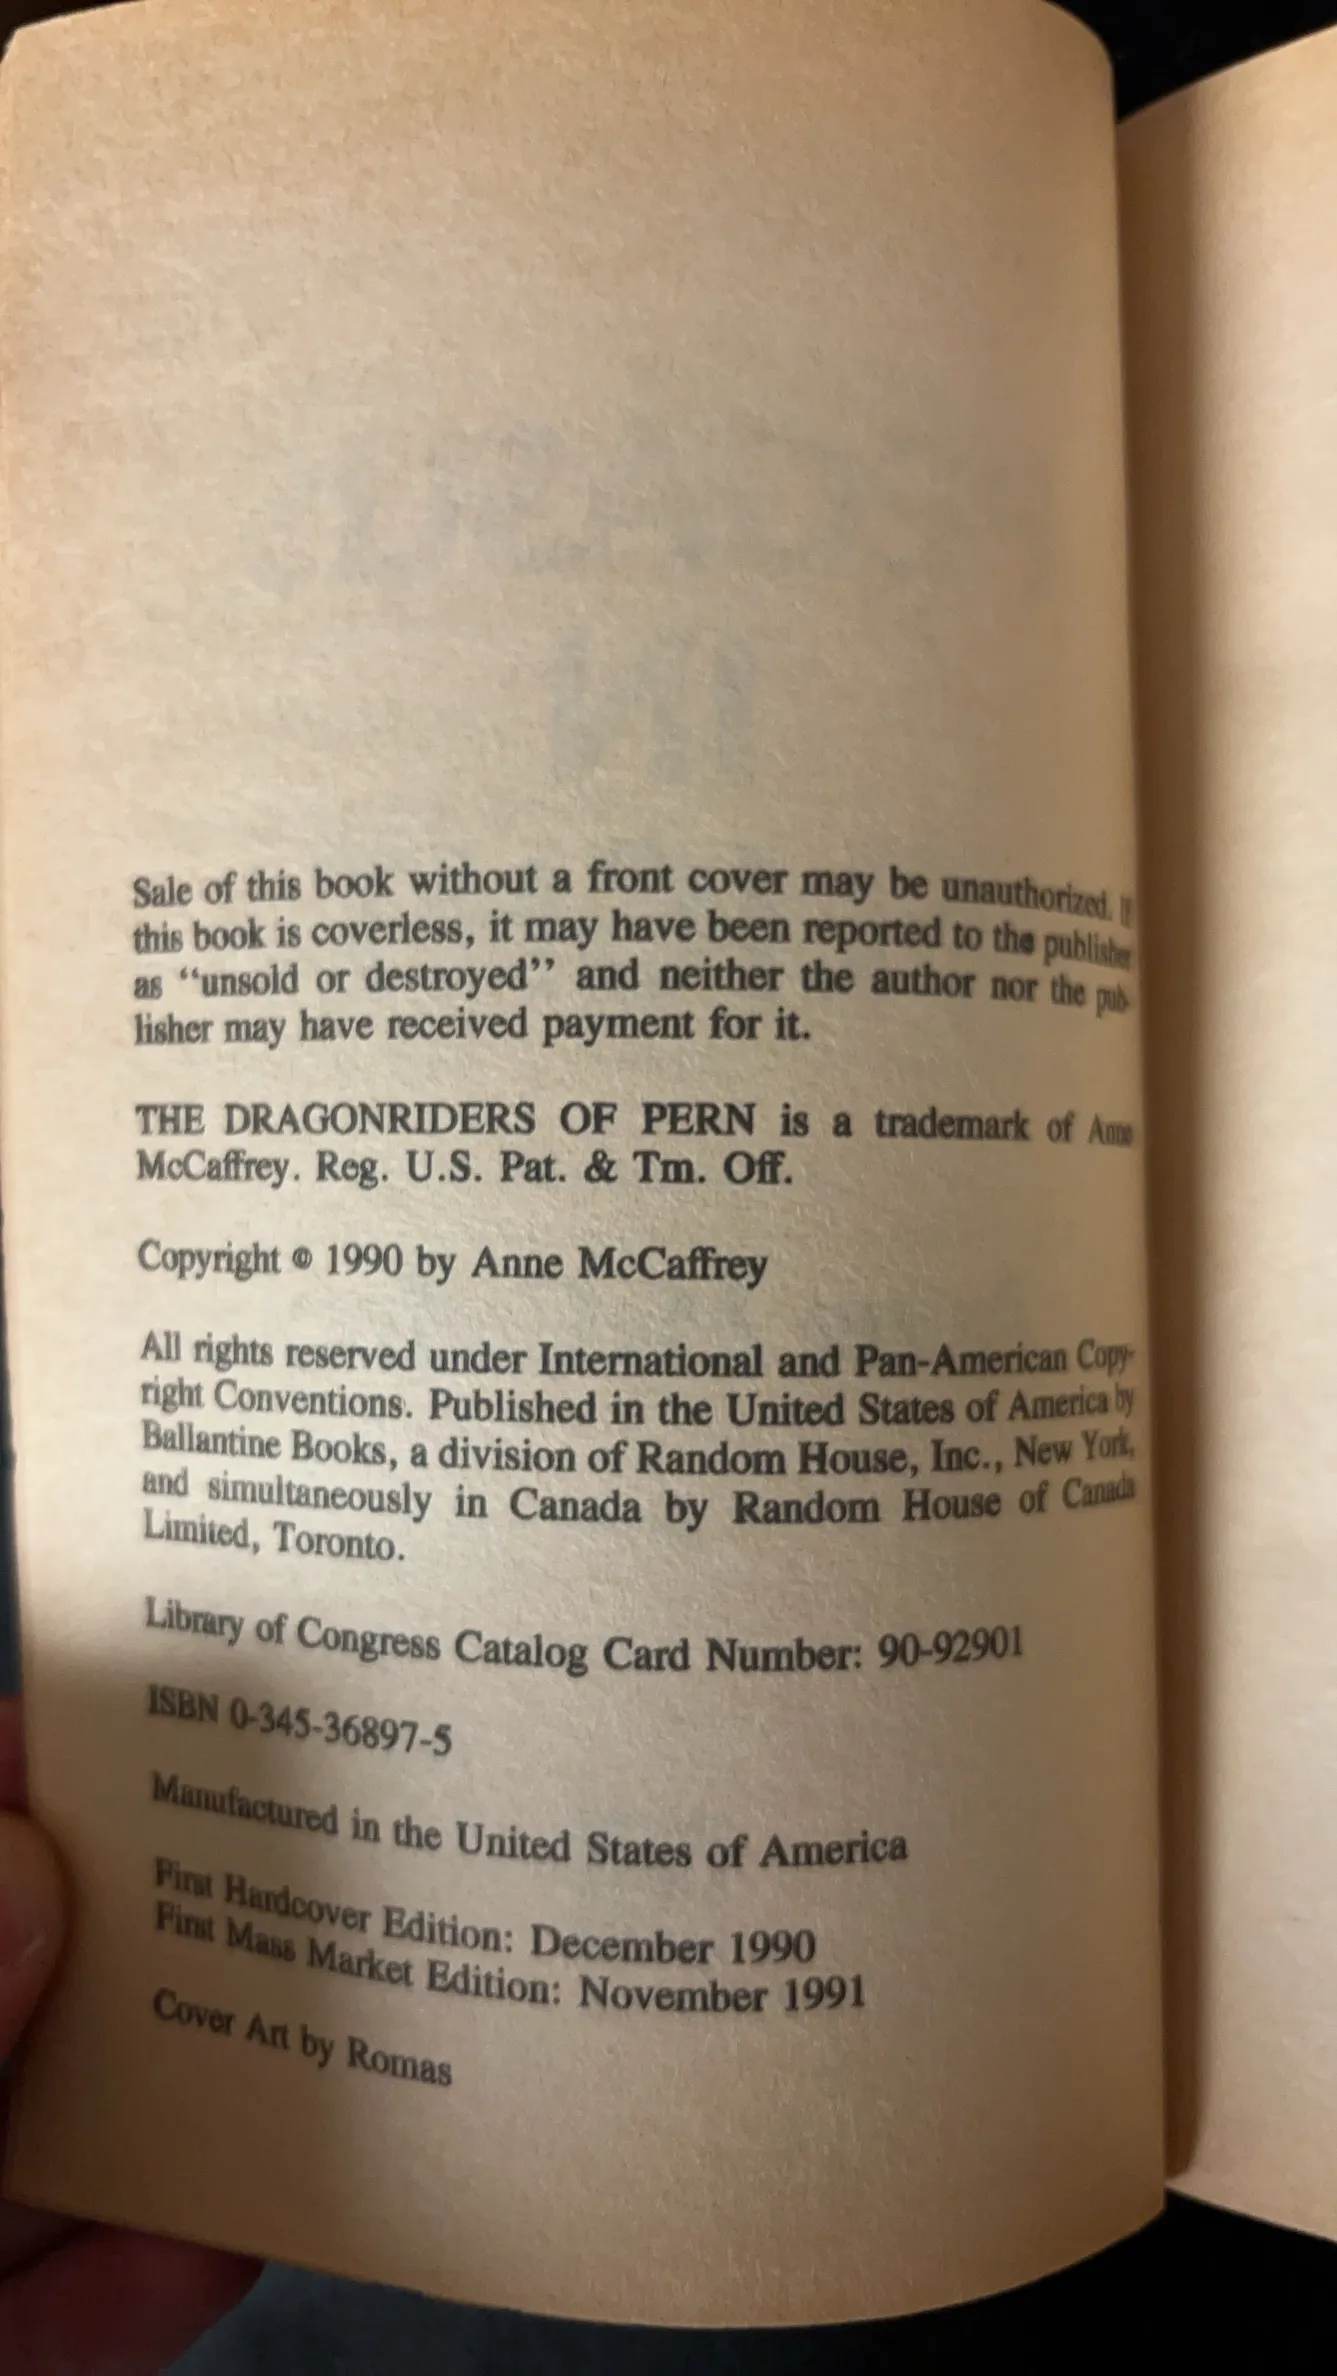 Sale of this book without a front cover may be unauthorized. If
this book is coverless, it may have been reported to the publisher
as “unsold or destroyed” and neither the author nor the pub-
lisher may have received payment for it.
THE DRAGONRIDERS OF PERN is a trademark of Anne
McCaffrey. Reg. U.S. Pat. & Tm. Off.
Copyright © 1990 by Anne McCaffrey
All rights reserved under International and Pan-American Copy-
right Conventions. Published in the United States of America by
Ballantine Books, a division of Random House, Inc., New York,
and simultaneously in Canada by Random House of Canada
Limited, Toronto.
Library of Congress Catalog Card Number: 90-92901
ISBN 0-345-36897-5
Manufactured in the United States of America
First Hardcover Edition: December 1990
First Mass Market Edition: November 1991
Cover Art by Romas